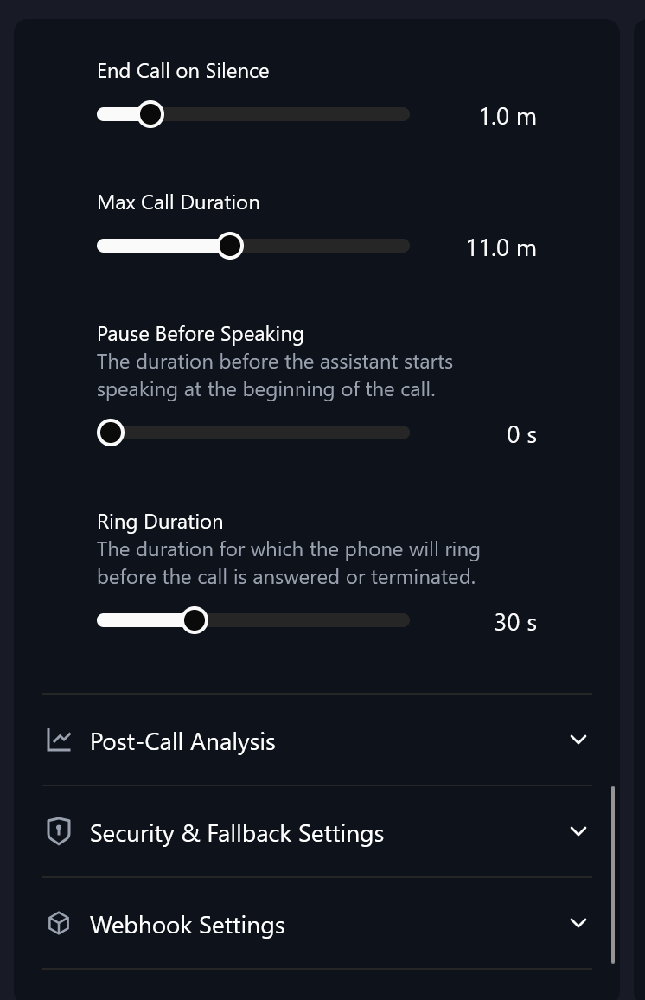 End Call on Silence
1.0 m
Max Call Duration
11.0 m
Pause Before Speaking
The duration before the assistant starts
speaking at the beginning of the call.
0 s
Ring Duration
The duration for which the phone will ring
before the call is answered or terminated.
30 s
Post-Call Analysis
Security & Fallback Settings
Webhook Settings